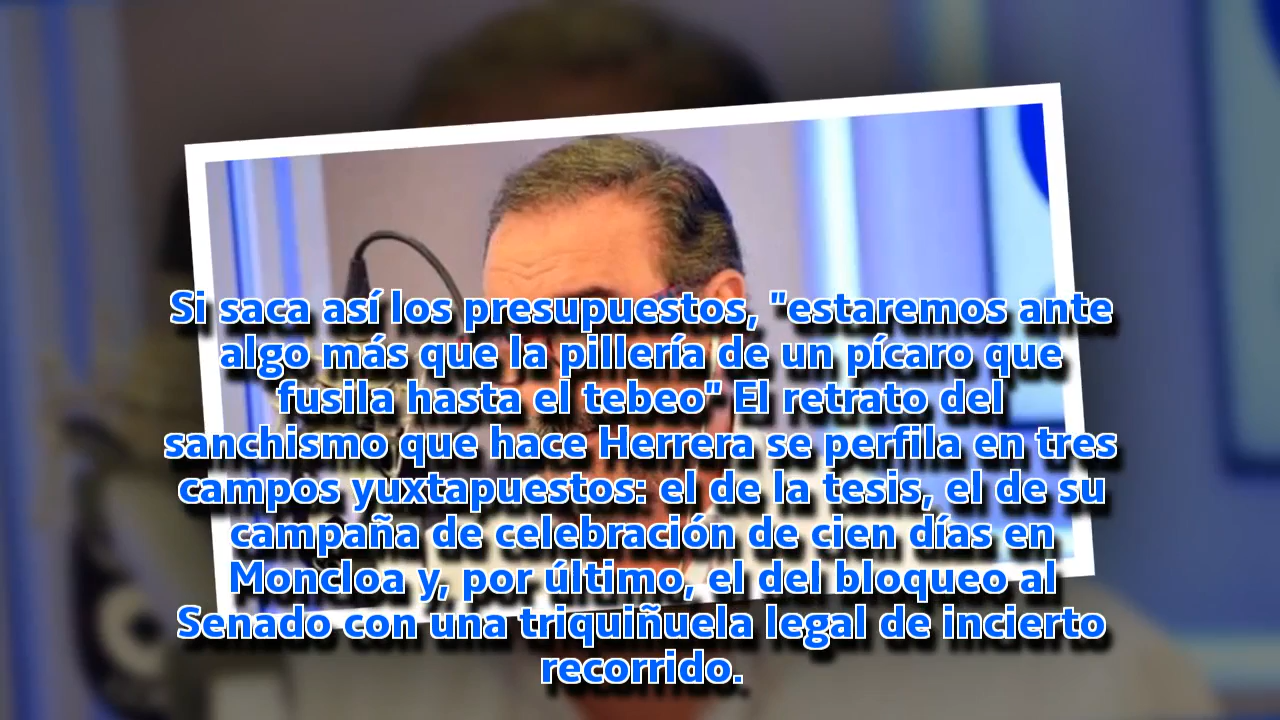 Si saca así los presupuestos, "estaremos ante
algo más que la pillería de un pícaro que
fusila hasta el tebeo" El retrato del
sanchismo que hace Herrera se perfila en tres
campos yuxtapuestos: el de la tesis, el de su
campaña de celebración de cien días en
Moncloa y, por último, el del bloqueo al
Senado con una triquiñuela legal de incierto
recorrido.